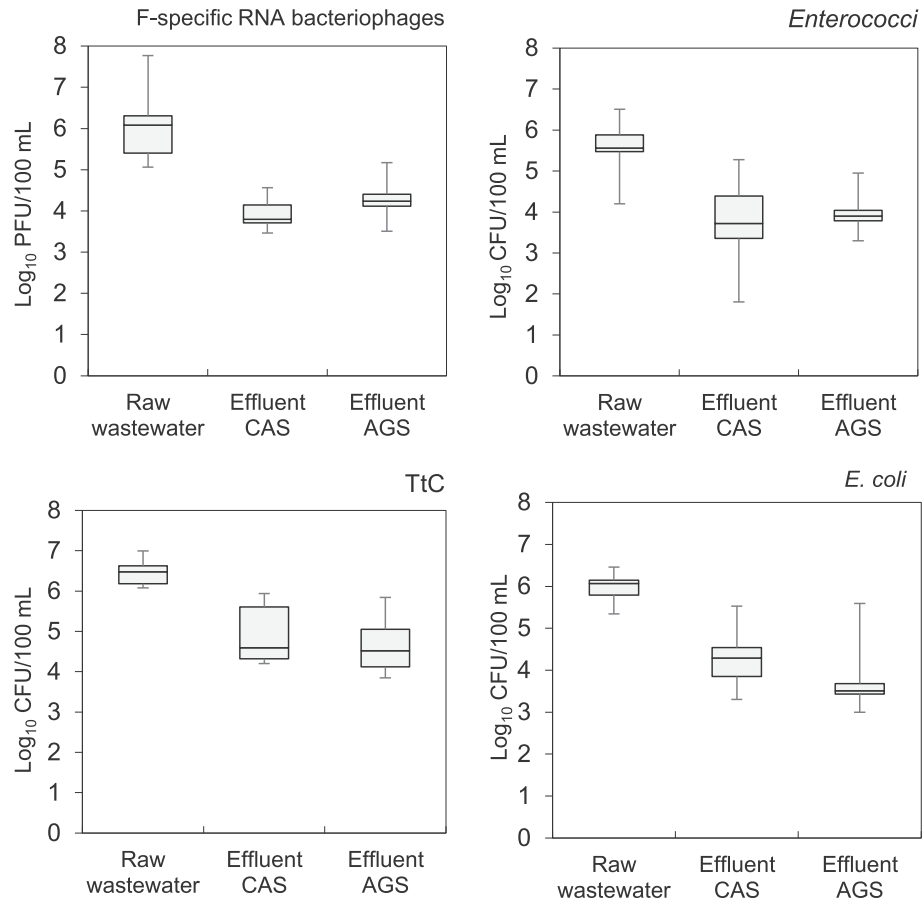 F-specific RNA bacteriophages
Log₁₀ PFU/100 mL
8
7
6
5
4
3
2
1
0
Raw
wastewater
Effluent
CAS
Effluent
AGS
Enterococci
Log₁₀ CFU/100 mL
8
7
6
5
4
3
2
1
0
Raw
wastewater
Effluent
CAS
Effluent
AGS
TtC
Log₁₀ CFU/100 mL
8
7
6
5
4
3
2
1
0
Raw
wastewater
Effluent
CAS
Effluent
AGS
E. coli
Log₁₀ CFU/100 mL
8
7
6
5
4
3
2
1
0
Raw
wastewater
Effluent
CAS
Effluent
AGS